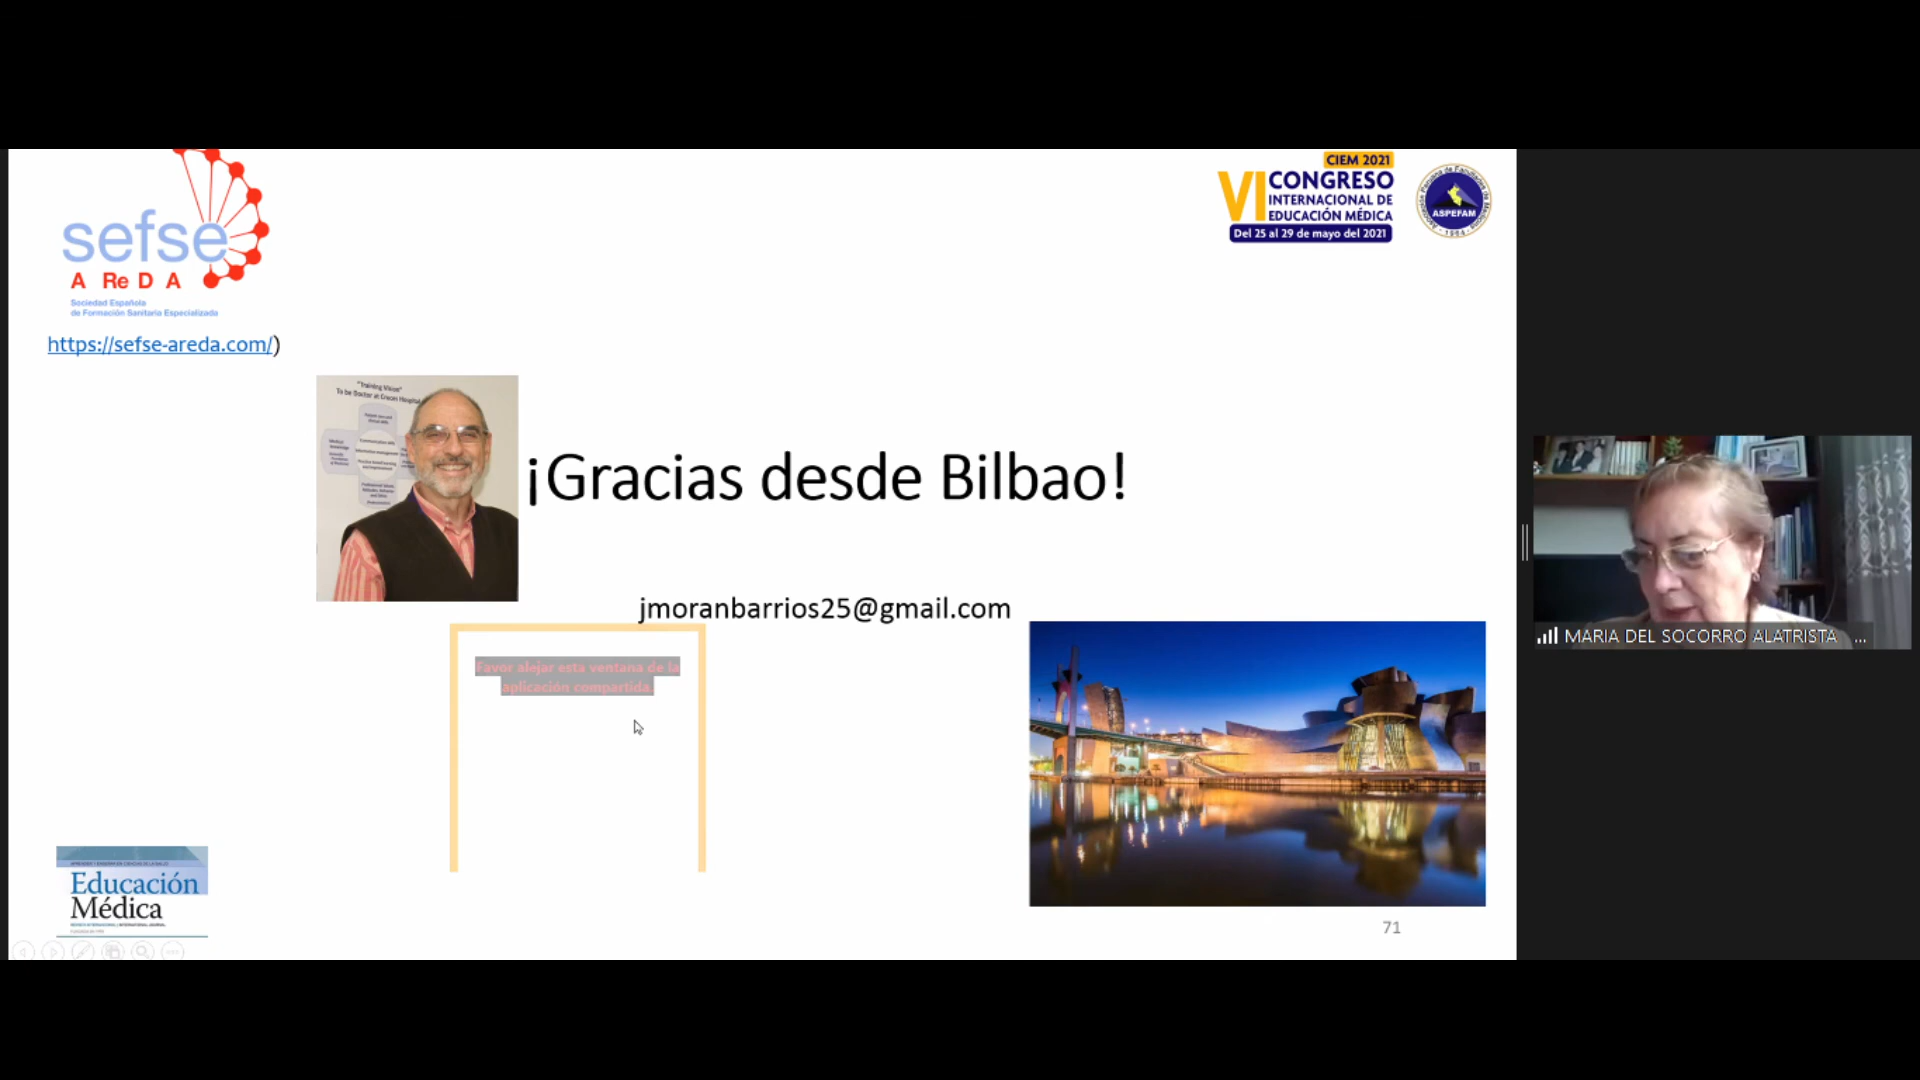 CIEM 2021
VI CONGRESO
INTERNACIONAL DE
EDUCACIÓN MÉDICA
Del 25 al 29 de mayo del 2021
ASPEFAM
1964
sefse
A ReDA
Sociedad Española
de Formación Sanitaria Especializada
https://sefse-areda.com/)
"Training Vision"
To be Doctor at Cruces Hospital
¡Gracias desde Bilbao!
jmoranbarrios25@gmail.com
MARIA DEL SOCORRO ALATRISTA ...
Favor alejar esta ventana de la
aplicación compartida.
Educación
Médica
71